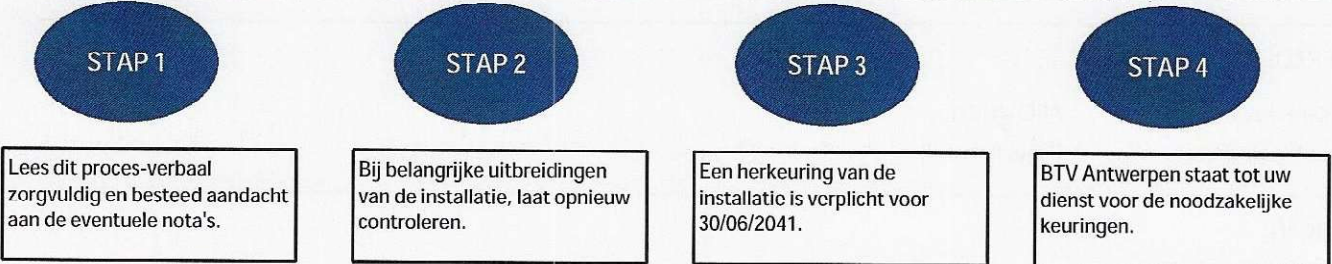 STAP 1
STAP 2
STAP 3
STAP 4
Lees dit proces-verbaal
zorgvuldig en besteed aandacht
aan de eventuele nota's.
Bij belangrijke uitbreidingen
van de installatie, laat opnieuw
controleren.
Een herkeuring van de
installatie is verplicht voor
30/06/2041.
BTV Antwerpen staat tot uw
dienst voor de noodzakelijke
keuringen.